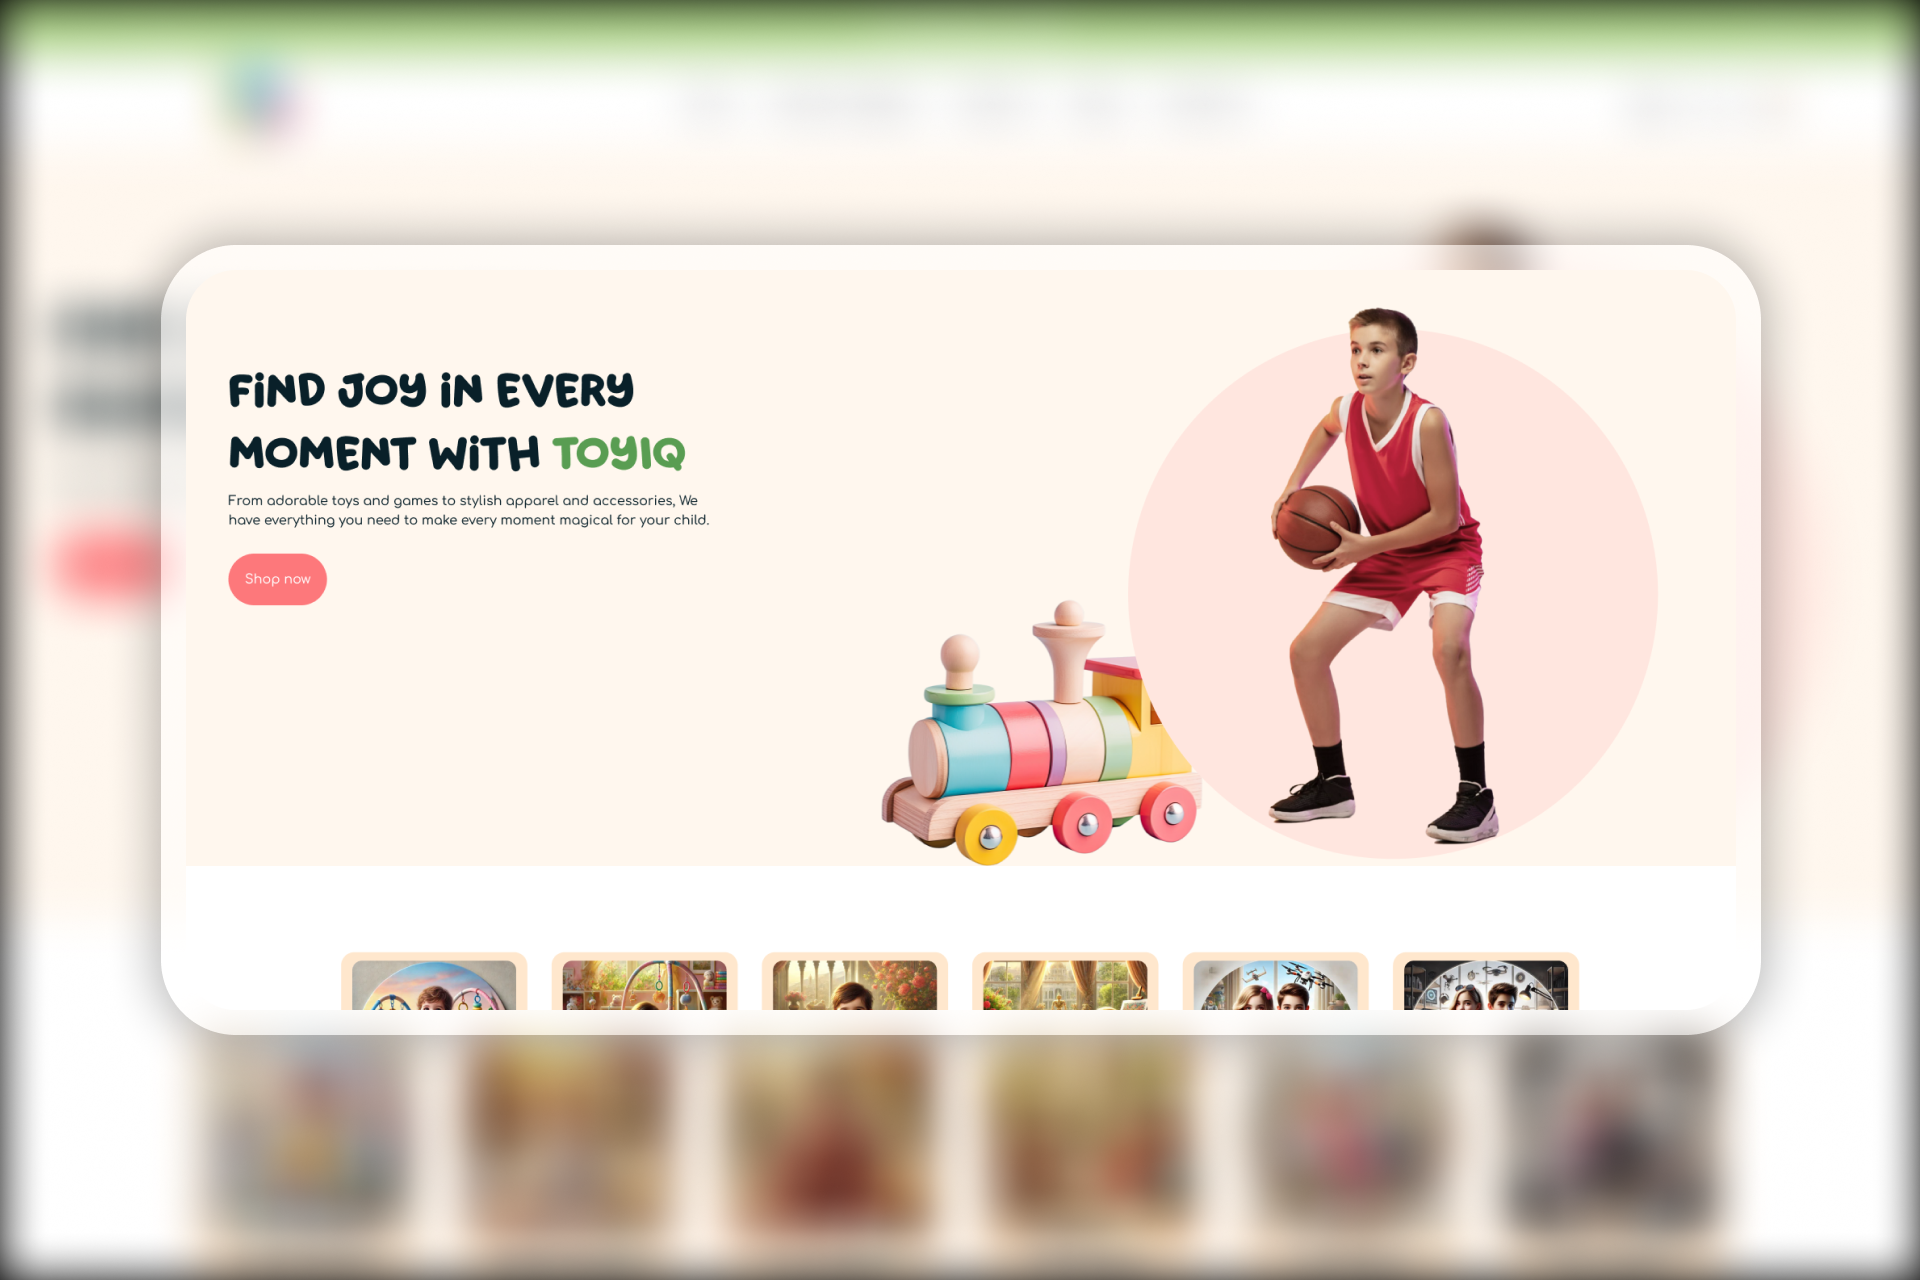 FiND JOY iN EVERY
MOMENT WiTH TOYIQ
From adorable toys and games to stylish apparel and accessories, We
have everything you need to make every moment magical for your child.
Shop now